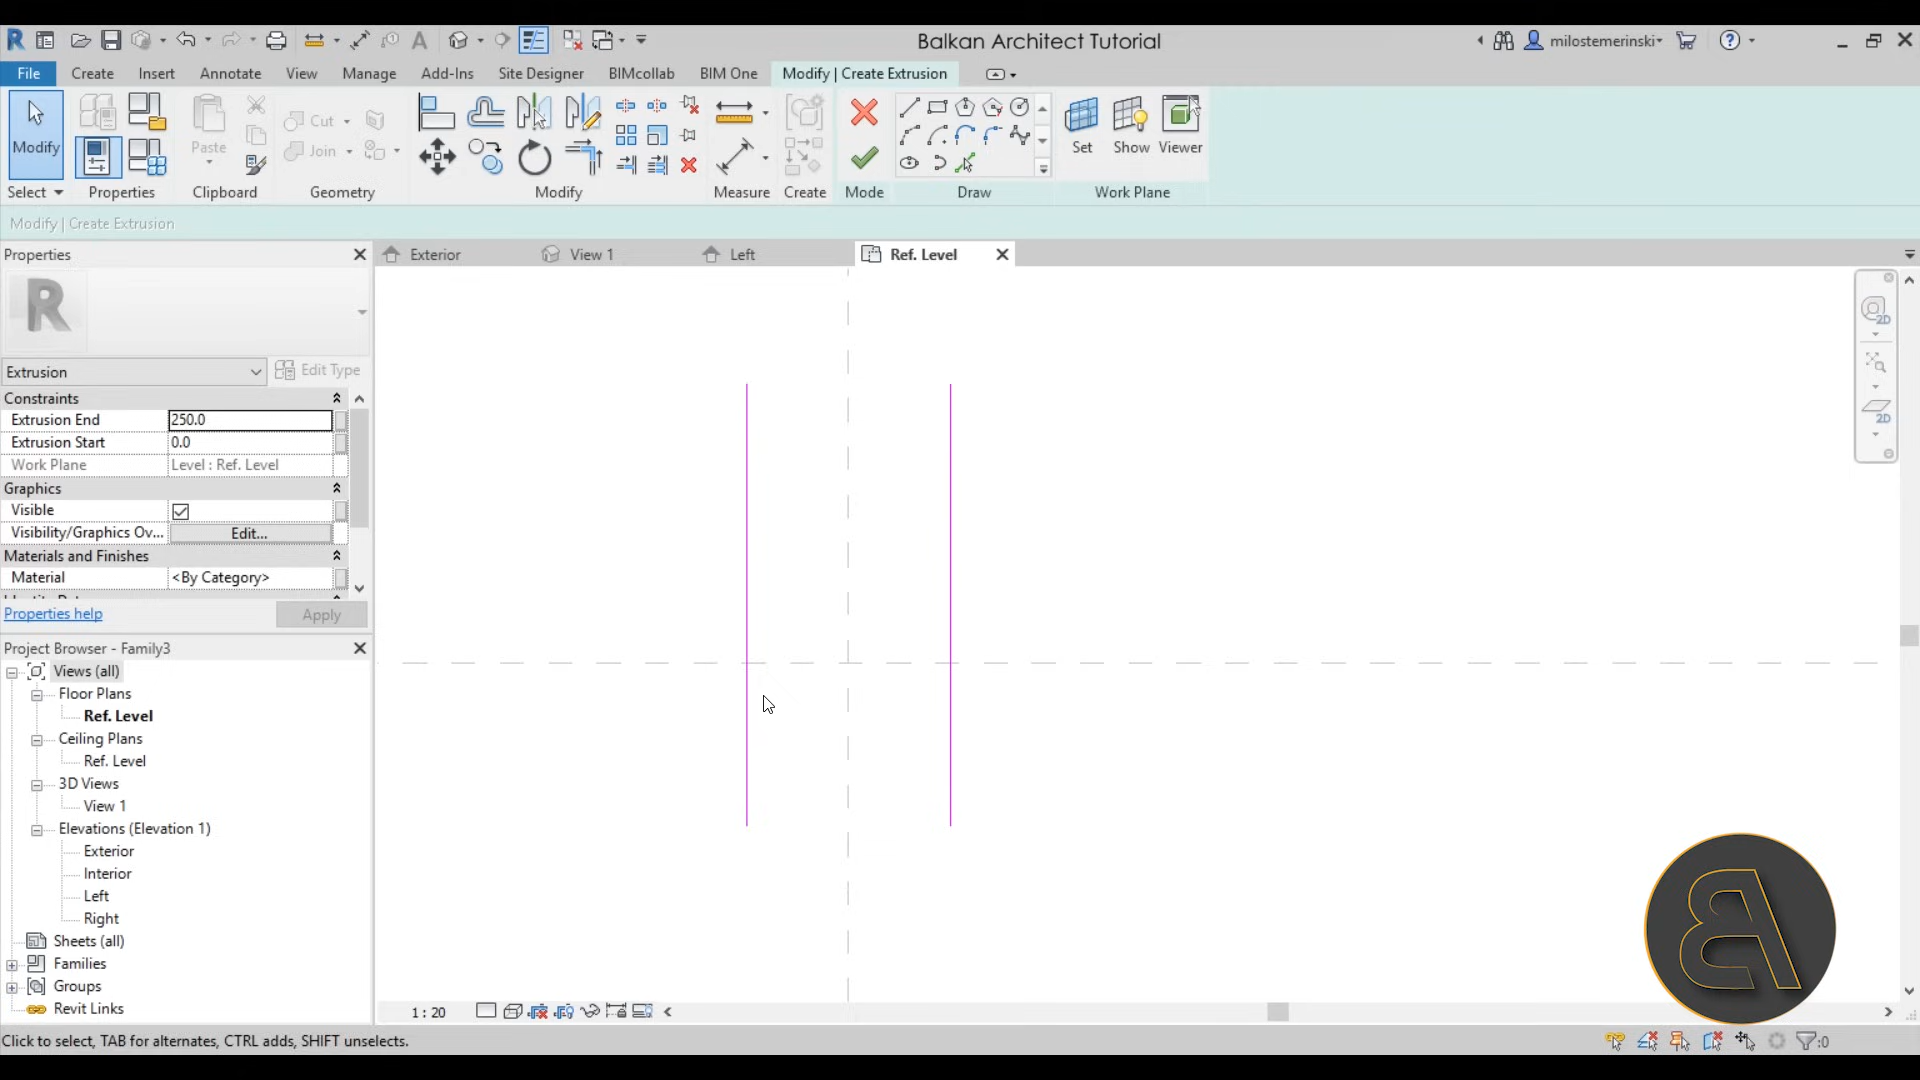 Balkan Architect Tutorial
milostemerinski
File Create Insert Annotate View Manage Add-Ins Site Designer BIMcollab BIM One Modify | Create Extrusion
Modify Paste Cut Join Set Show Viewer
Select Properties Clipboard Geometry Modify Measure Create Mode Draw Work Plane
Modify | Create Extrusion
Properties
Exterior View 1 Left Ref. Level
Extrusion Edit Type
Constraints
Extrusion End 250.0
Extrusion Start 0.0
Work Plane Level : Ref. Level
Graphics
Visible
Visibility/Graphics Ov... Edit...
Materials and Finishes
Material <By Category>
Properties help Apply
Project Browser - Family3
Views (all)
Floor Plans
Ref. Level
Ceiling Plans
Ref. Level
3D Views
View 1
Elevations (Elevation 1)
Exterior
Interior
Left
Right
Sheets (all)
Families
Groups
Revit Links
1 : 20
Click to select, TAB for alternates, CTRL adds, SHIFT unselects.
:0